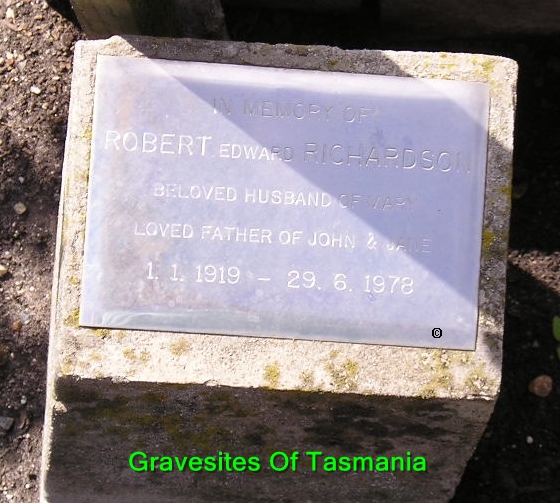 IN MEMORY OF
ROBERT EDWARD RICHARDSON
BELOVED HUSBAND OF MARY
LOVED FATHER OF JOHN & JANE
1. 1. 1919 – 29. 6. 1978
©
Gravesites Of Tasmania